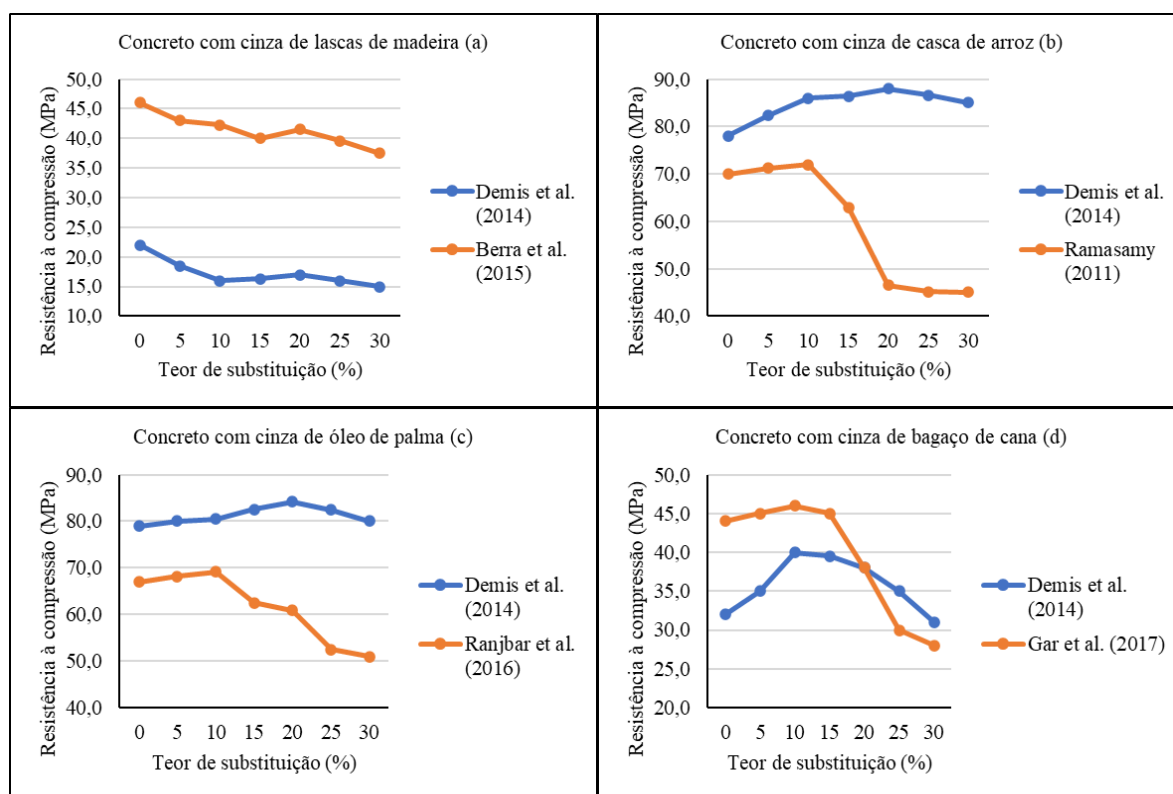 Concreto com cinza de lascas de madeira (a)
Resistência à compressão (MPa)
50,0
45,0
40,0
35,0
30,0
25,0
20,0
15,0
10,0
0 5 10 15 20 25 30
Teor de substituição (%)
Demis et al.
(2014)
Berra et al.
(2015)
Concreto com cinza de casca de arroz (b)
Resistência à compressão (MPa)
90,0
80,0
70,0
60,0
50,0
40,0
0 5 10 15 20 25 30
Teor de substituição (%)
Demis et al.
(2014)
Ramasamy
(2011)
Concreto com cinza de óleo de palma (c)
Resistência à compressão (MPa)
90,0
80,0
70,0
60,0
50,0
40,0
0 5 10 15 20 25 30
Teor de substituição (%)
Demis et al.
(2014)
Ranjbar et al.
(2016)
Concreto com cinza de bagaço de cana (d)
Resistência à compressão (MPa)
50,0
45,0
40,0
35,0
30,0
25,0
20,0
0 5 10 15 20 25 30
Teor de substituição (%)
Demis et al.
(2014)
Gar et al. (2017)